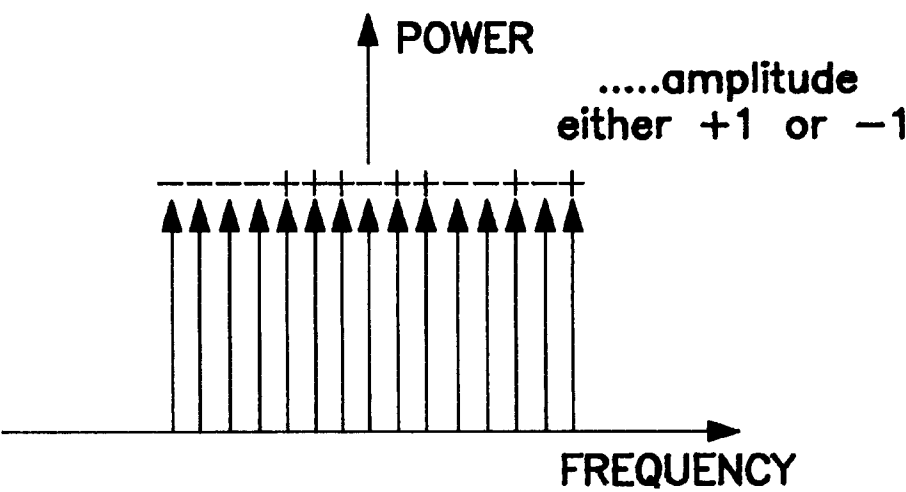 POWER
.....amplitude
either +1 or −1
----+++-++--+-+
FREQUENCY